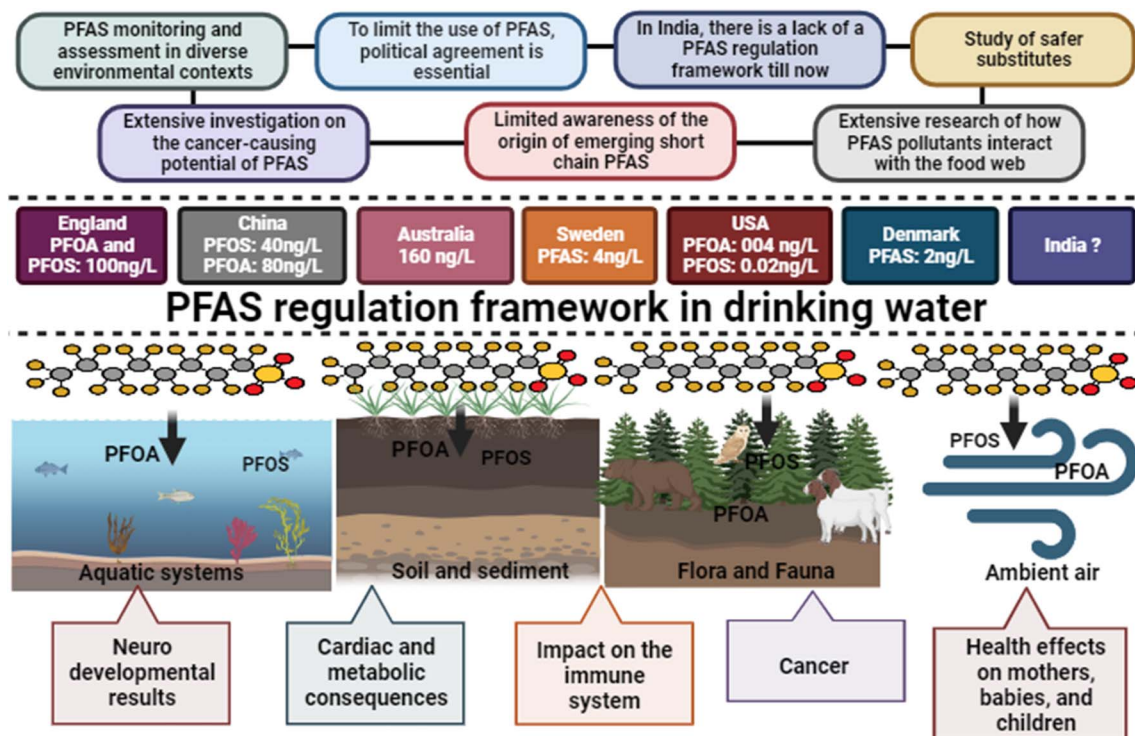 PFAS monitoring and
assessment in diverse
environmental contexts
To limit the use of PFAS,
political agreement is
essential
In India, there is a lack of a
PFAS regulation
framework till now
Study of safer
substitutes
Extensive investigation on
the cancer-causing
potential of PFAS
Limited awareness of the
origin of emerging short
chain PFAS
Extensive research of how
PFAS pollutants interact
with the food web
England
PFOA and
PFOS: 100ng/L
China
PFOS: 40ng/L
PFOA: 80ng/L
Australia
160 ng/L
Sweden
PFAS: 4ng/L
USA
PFOA: 004 ng/L
PFOS: 0.02ng/L
Denmark
PFAS: 2ng/L
India ?
PFAS regulation framework in drinking water
PFOA
PFOS
Aquatic systems
PFOA
PFOS
Soil and sediment
PFOS
PFOA
Flora and Fauna
PFOS
PFOA
Ambient air
Neuro
developmental
results
Cardiac and
metabolic
consequences
Impact on the
immune
system
Cancer
Health effects
on mothers,
babies, and
children